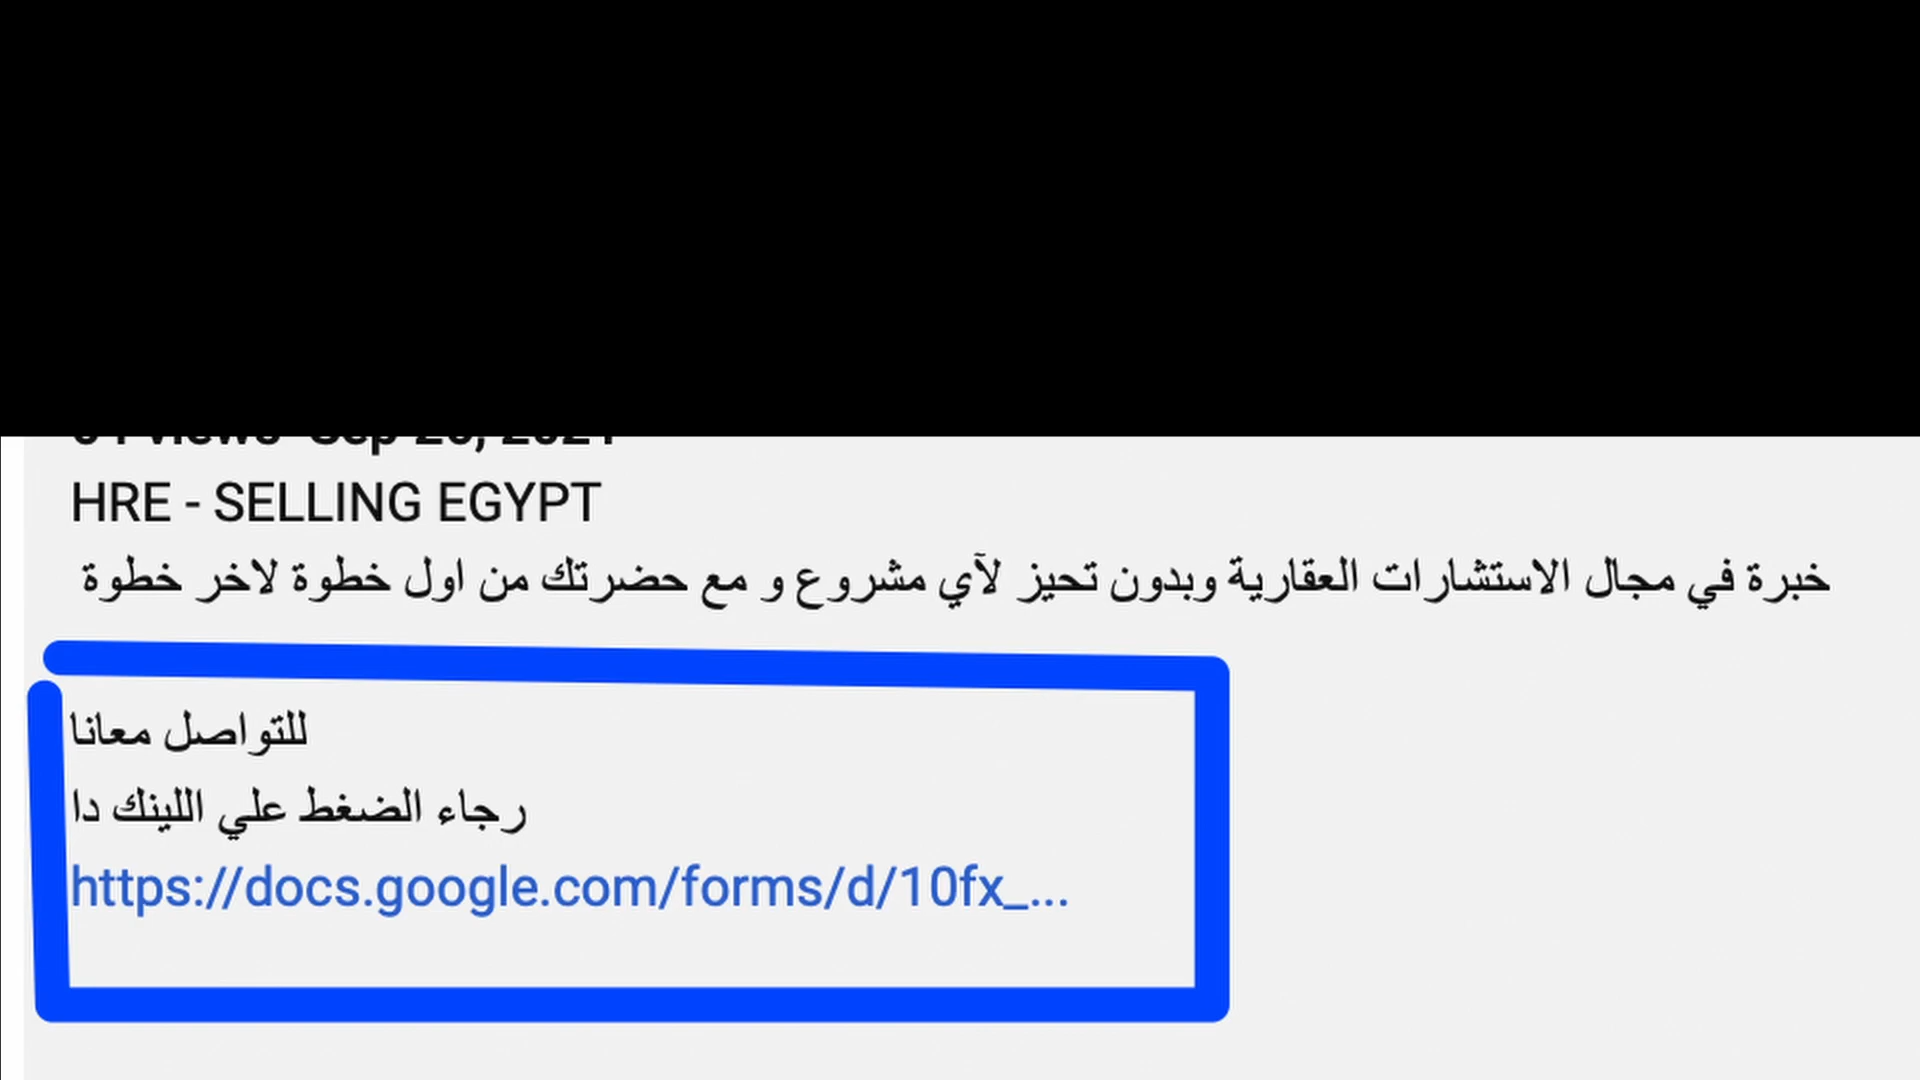 HRE - SELLING EGYPT
خبرة في مجال الاستشارات العقارية وبدون تحيز لآي مشروع و مع حضرتك من اول خطوة لاخر خطوة
للتواصل معانا
رجاء الضغط علي اللينك دا
https://docs.google.com/forms/d/10fx_...